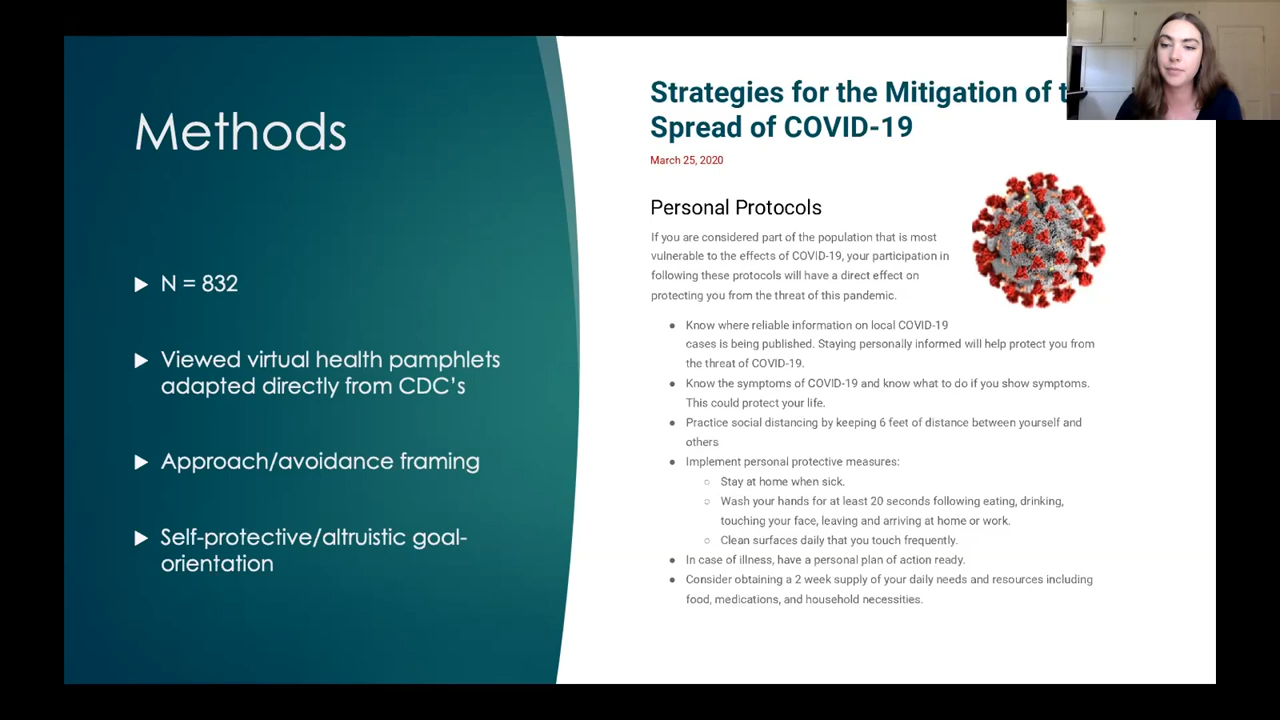 Methods
N = 832
Viewed virtual health pamphlets
adapted directly from CDC's
Approach/avoidance framing
Self-protective/altruistic goal-
orientation
Strategies for the Mitigation of
Spread of COVID-19
March 25, 2020
Personal Protocols
If you are considered part of the population that is most
vulnerable to the effects of COVID-19, your participation in
following these protocols will have a direct effect on
protecting you from the threat of this pandemic.
Know where reliable information on local COVID-19
cases is being published. Staying personally informed will help protect you from
the threat of COVID-19.
Know the symptoms of COVID-19 and know what to do if you show symptoms.
This could protect your life.
Practice social distancing by keeping 6 feet of distance between yourself and
others
Implement personal protective measures:
Stay at home when sick.
Wash your hands for at least 20 seconds following eating, drinking,
touching your face, leaving and arriving at home or work.
Clean surfaces daily that you touch frequently.
In case of illness, have a personal plan of action ready.
Consider obtaining a 2 week supply of your daily needs and resources including
food, medications, and household necessities.